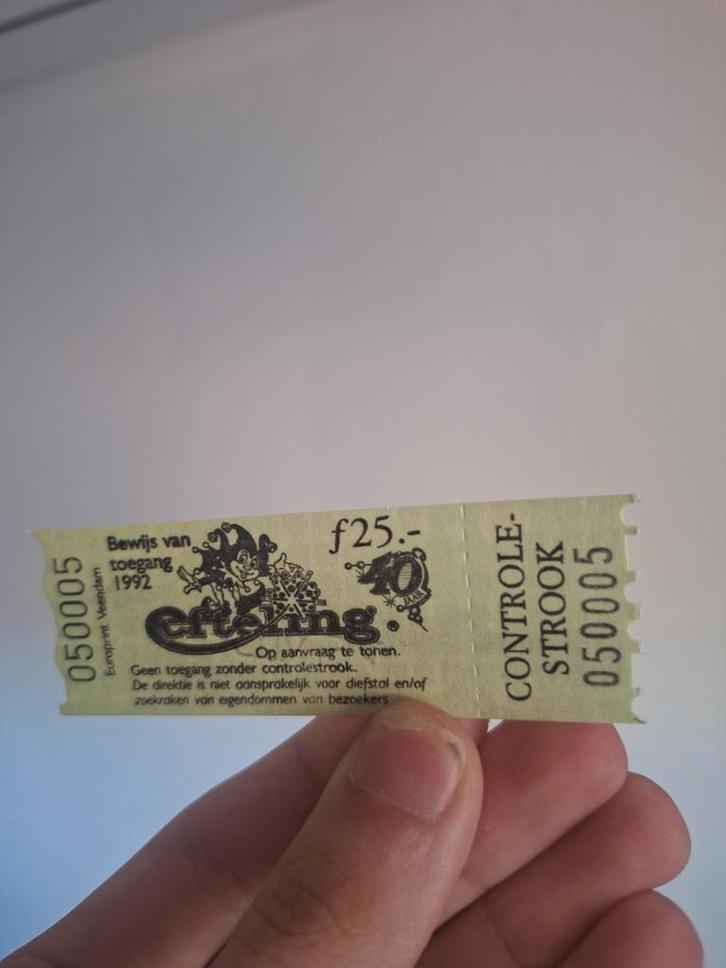 050005
Europrint Veendam
Bewijs van
toegang
1992
ƒ25.-
40
JAAR
efteling.
Op aanvraag te tonen.
Geen toegang zonder controlestrook.
De direktie is niet aansprakelijk voor diefstal en/of
zoekraken van eigendommen van bezoekers
CONTROLE-
STROOK
050005